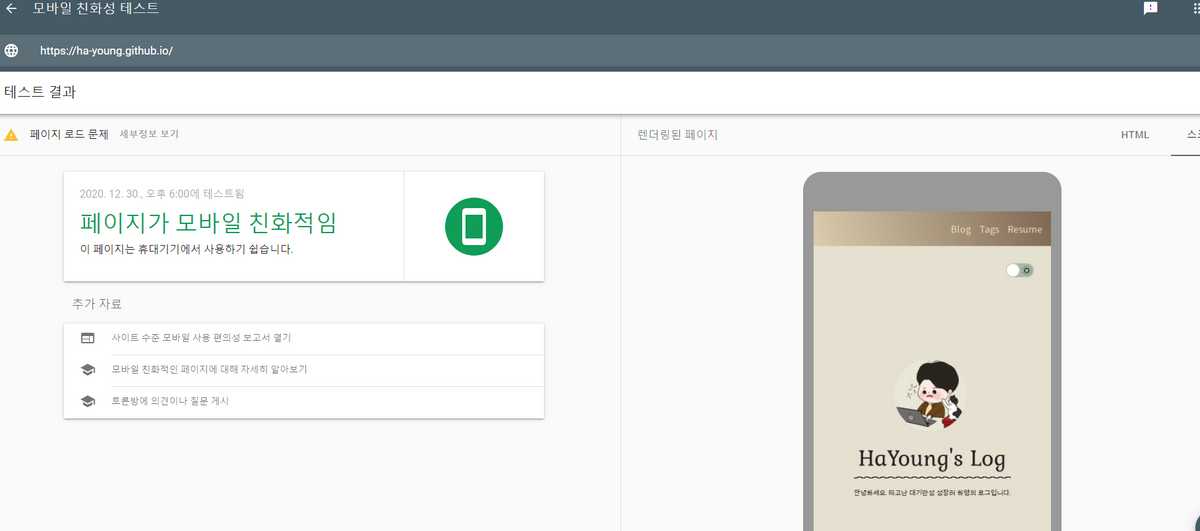 모바일 친화성 테스트
https://ha-young.github.io/
테스트 결과
페이지 로드 문제 세부정보 보기
렌더링된 페이지 HTML
2020. 12. 30., 오후 6:00에 테스트됨
페이지가 모바일 친화적임
이 페이지는 휴대기기에서 사용하기 쉽습니다.
추가 자료
사이트 수준 모바일 사용 편의성 보고서 열기
모바일 친화적인 페이지에 대해 자세히 알아보기
토론방에 의견이나 질문 게시
Blog Tags Resume
HaYoung's Log
안녕하세요. 타고난 대기만성 성장러 하영의 로그입니다.